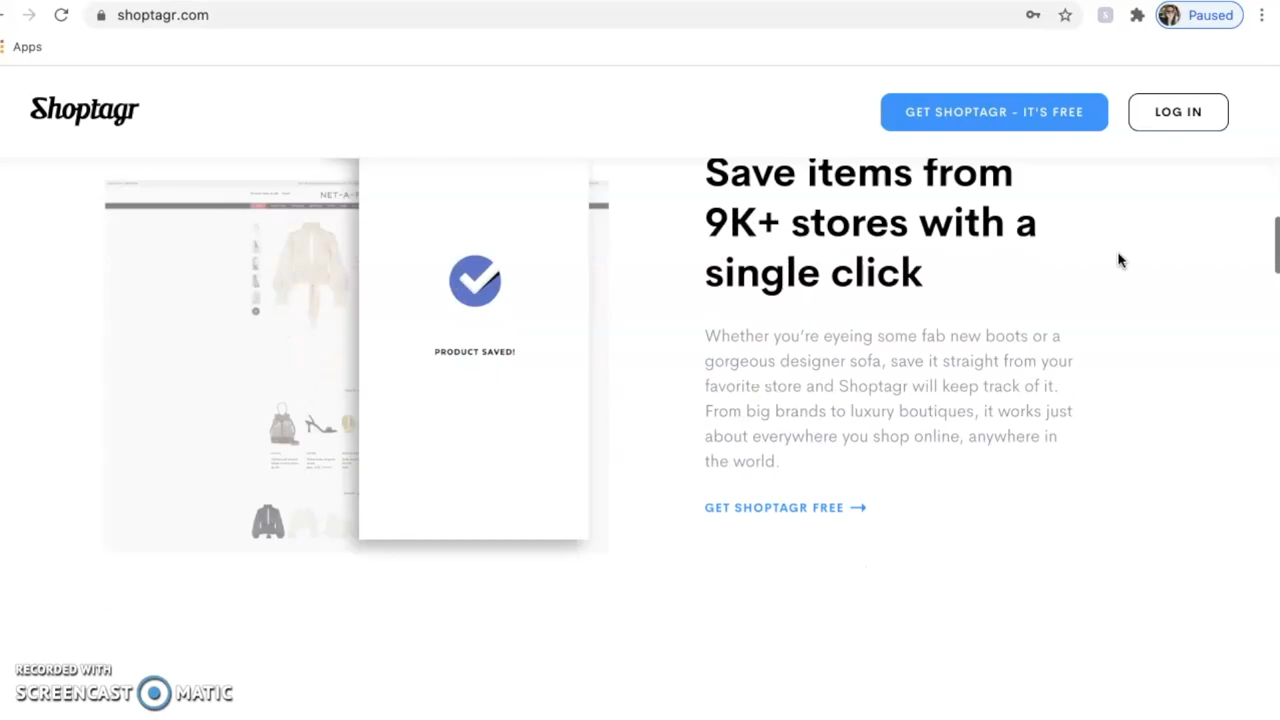 shoptagr.com
Paused
Apps
Shoptagr
GET SHOPTAGR - IT'S FREE
LOG IN
NET-A-P
PRODUCT SAVED!
Save items from
9K+ stores with a
single click
Whether you're eyeing some fab new boots or a
gorgeous designer sofa, save it straight from your
favorite store and Shoptagr will keep track of it.
From big brands to luxury boutiques, it works just
about everywhere you shop online, anywhere in
the world.
GET SHOPTAGR FREE →
RECORDED WITH
SCREENCAST MATIC